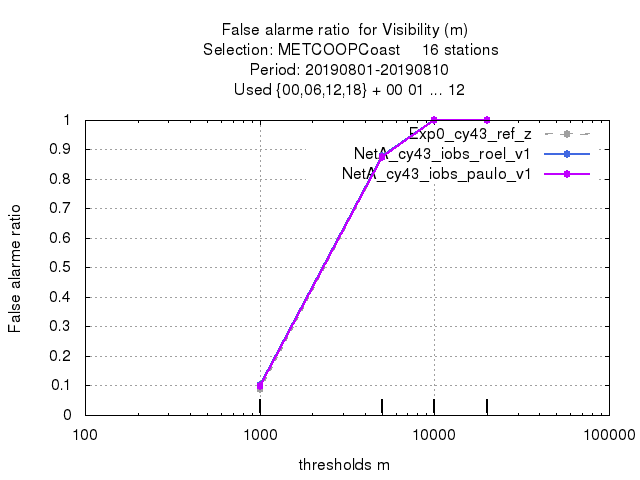 False alarme ratio  for Visibility (m)
Selection: METCOOPCoast     16 stations
Period: 20190801-20190810
Used {00,06,12,18} + 00 01 ... 12
Exp0_cy43_ref_z
NetA_cy43_iobs_roel_v1
NetA_cy43_iobs_paulo_v1
1
0.9
0.8
0.7
0.6
0.5
0.4
0.3
0.2
0.1
0
False alarme ratio
100
1000
10000
100000
thresholds m